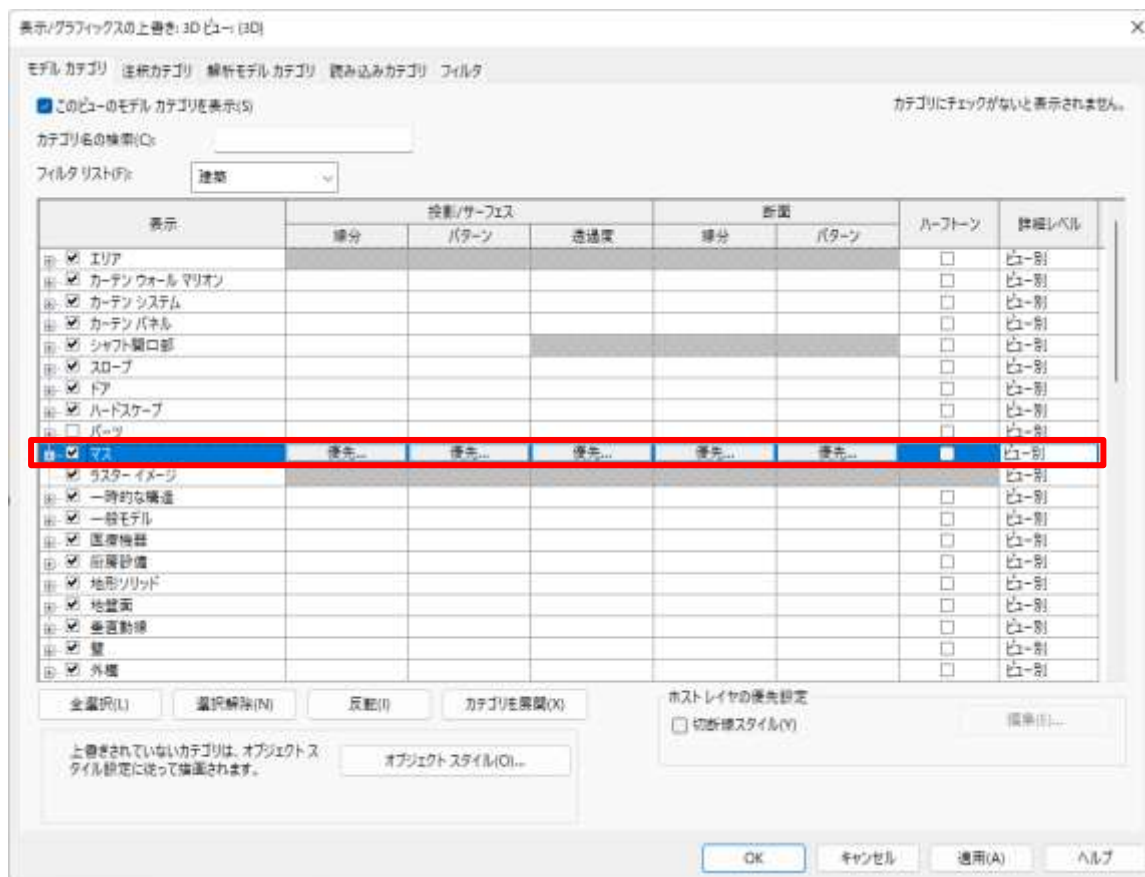 表示/グラフィックスの上書き: 3D ビュー: {3D}
モデル カテゴリ 注釈カテゴリ 解析モデル カテゴリ 読み込みカテゴリ フィルタ
このビューのモデル カテゴリを表示(S)
カテゴリにチェックがないと表示されません。
カテゴリ名の検索(C):
フィルタ リスト(F): 建築
表示 投影/サーフェス 断面 ハーフトーン 詳細レベル
線分 パターン 透過度 線分 パターン
エリア ビュー別
カーテン ウォール マリオン ビュー別
カーテン システム ビュー別
カーテン パネル ビュー別
シャフト開口部 ビュー別
スロープ ビュー別
ドア ビュー別
ハードスケープ ビュー別
パーツ ビュー別
マス 優先... 優先... 優先... 優先... 優先... ビュー別
ラスター イメージ ビュー別
一時的な構造 ビュー別
一般モデル ビュー別
医療機器 ビュー別
厨房設備 ビュー別
地形ソリッド ビュー別
地盤面 ビュー別
垂直動線 ビュー別
壁 ビュー別
外構 ビュー別
全選択(L) 選択解除(N) 反転(I) カテゴリを展開(X)
ホスト レイヤの優先設定
切断線スタイル(Y) 編集(E)...
上書きされていないカテゴリは、オブジェクト ス
タイル設定に従って描画されます。
オブジェクト スタイル(O)...
OK キャンセル 適用(A) ヘルプ